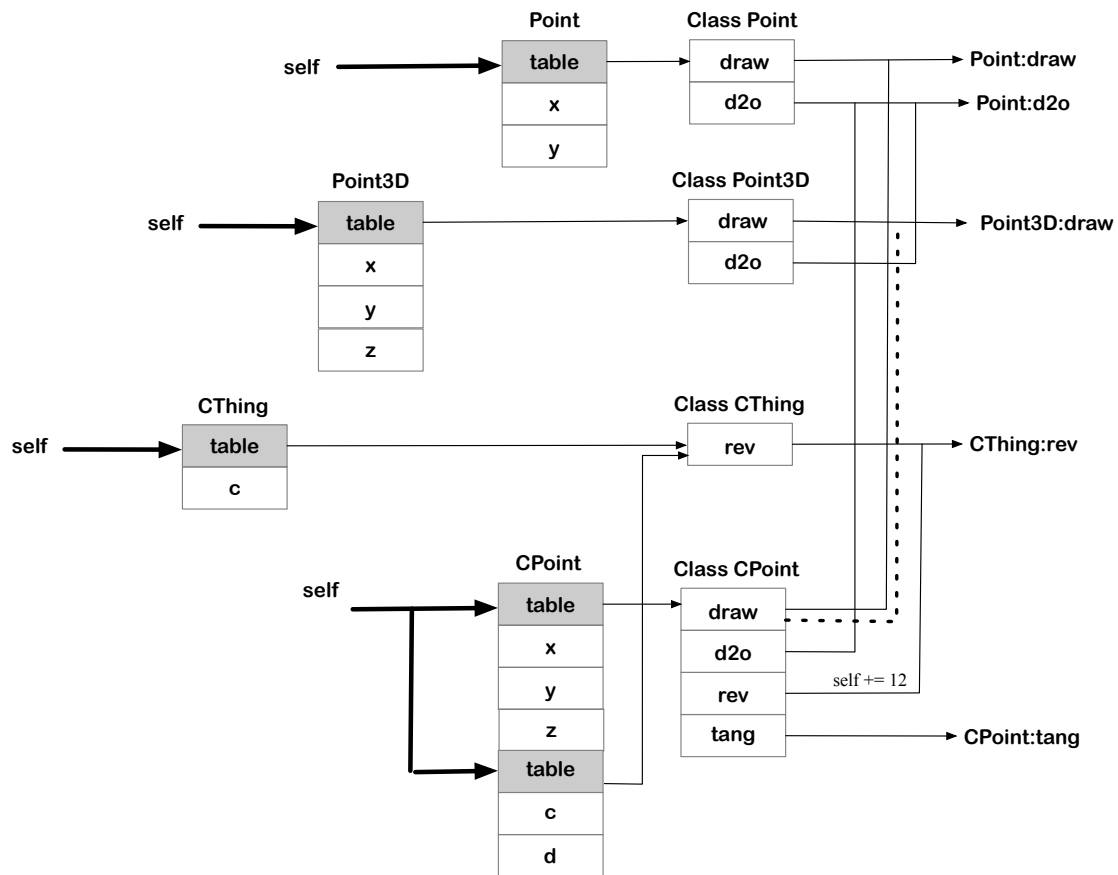 Point
Class Point
self
table
draw
Point:draw
x
d2o
Point:d2o
y
Point3D
Class Point3D
self
table
draw
Point3D:draw
x
d2o
y
z
CThing
Class CThing
self
table
rev
CThing:rev
c
CPoint
Class CPoint
self
table
draw
x
d2o
y
rev
self += 12
z
tang
CPoint:tang
table
c
d